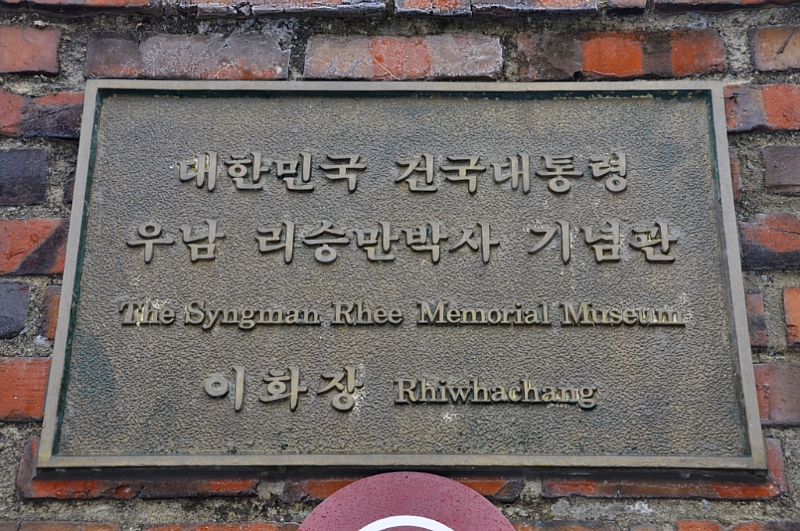 대한민국 건국대통령
우남 리승만박사 기념관
The Syngman Rhee Memorial Museum
이화장 Rhiwhachang